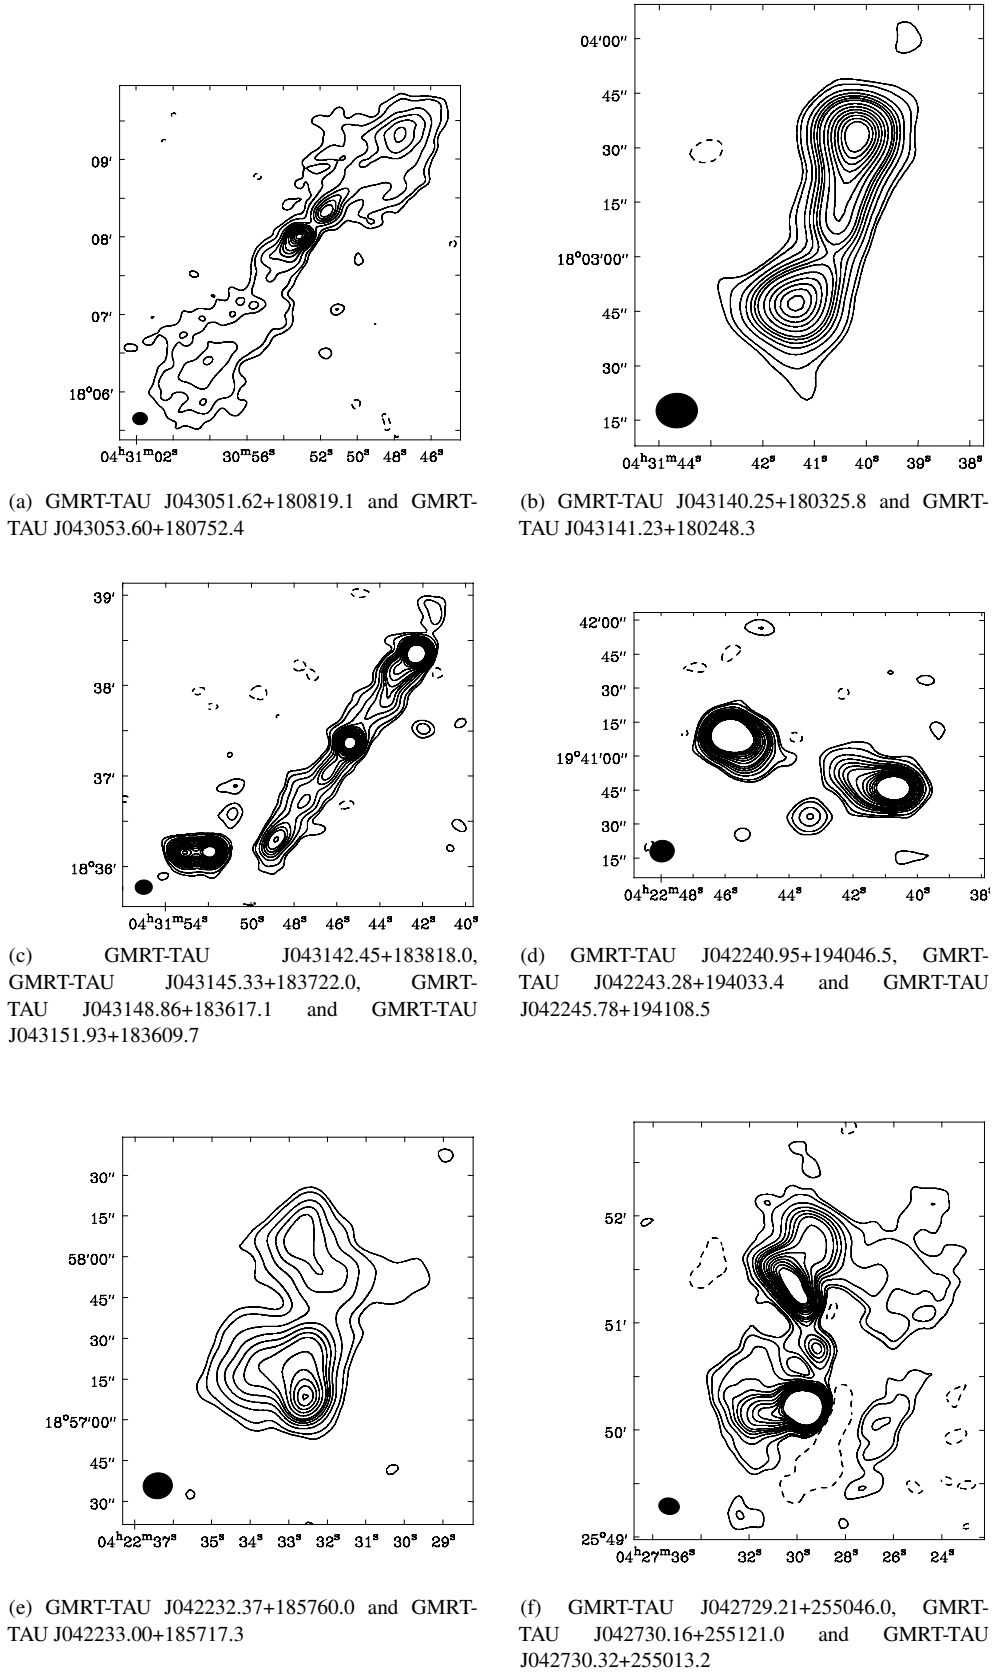 09′
08′
07′
18°06′
04ʰ31ᵐ02ˢ 30ᵐ56ˢ 52ˢ 50ˢ 48ˢ 46ˢ
(a) GMRT-TAU J043051.62+180819.1 and GMRT-
TAU J043053.60+180752.4
04′00″
45″
30″
15″
18°03′00″
45″
30″
15″
04ʰ31ᵐ44ˢ 42ˢ 41ˢ 40ˢ 39ˢ 38ˢ
(b) GMRT-TAU J043140.25+180325.8 and GMRT-
TAU J043141.23+180248.3
39′
38′
37′
18°36′
04ʰ31ᵐ54ˢ 50ˢ 48ˢ 46ˢ 44ˢ 42ˢ 40ˢ
(c) GMRT-TAU J043142.45+183818.0,
GMRT-TAU J043145.33+183722.0, GMRT-
TAU J043148.86+183617.1 and GMRT-TAU
J043151.93+183609.7
42′00″
45″
30″
15″
19°41′00″
45″
30″
15″
04ʰ22ᵐ48ˢ 46ˢ 44ˢ 42ˢ 40ˢ 38ˢ
(d) GMRT-TAU J042240.95+194046.5, GMRT-
TAU J042243.28+194033.4 and GMRT-TAU
J042245.78+194108.5
30″
15″
58′00″
45″
30″
15″
18°57′00″
45″
30″
04ʰ22ᵐ37ˢ 35ˢ 34ˢ 33ˢ 32ˢ 31ˢ 30ˢ 29ˢ
(e) GMRT-TAU J042232.37+185760.0 and GMRT-
TAU J042233.00+185717.3
52′
51′
50′
25°49′
04ʰ27ᵐ36ˢ 32ˢ 30ˢ 28ˢ 26ˢ 24ˢ
(f) GMRT-TAU J042729.21+255046.0, GMRT-
TAU J042730.16+255121.0 and GMRT-TAU
J042730.32+255013.2